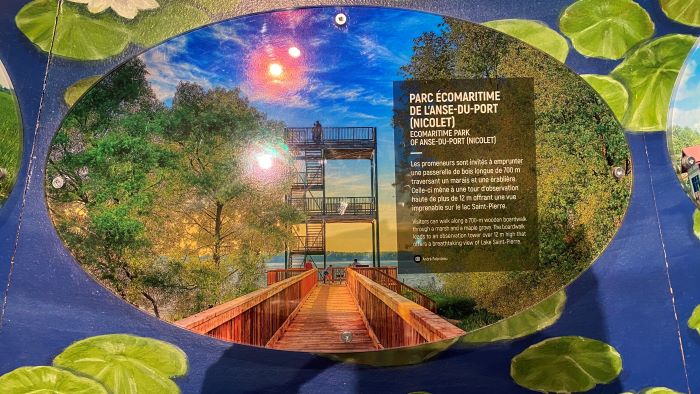 PARC ÉCOMARITIME
DE L'ANSE-DU-PORT
(NICOLET)
ECOMARITIME PARK
OF ANSE-DU-PORT (NICOLET)
Les promeneurs sont invités à emprunter
une passerelle de bois longue de 700 m
traversant un marais et une érablière.
Celle-ci mène à une tour d'observation
haute de plus de 12 m offrant une vue
imprenable sur le lac Saint-Pierre.
Visitors can walk along a 700-m wooden boardwalk
through a marsh and a maple grove. The boardwalk
leads to an observation tower over 12 m high that
offers a breathtaking view of Lake Saint-Pierre.